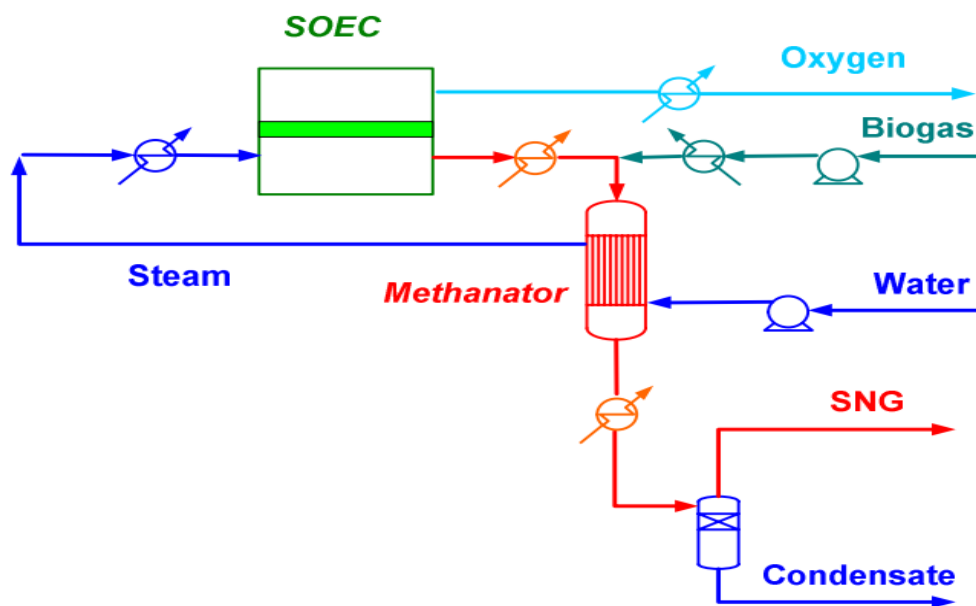 SOEC
Oxygen
Biogas
Steam
Methanator
Water
SNG
Condensate